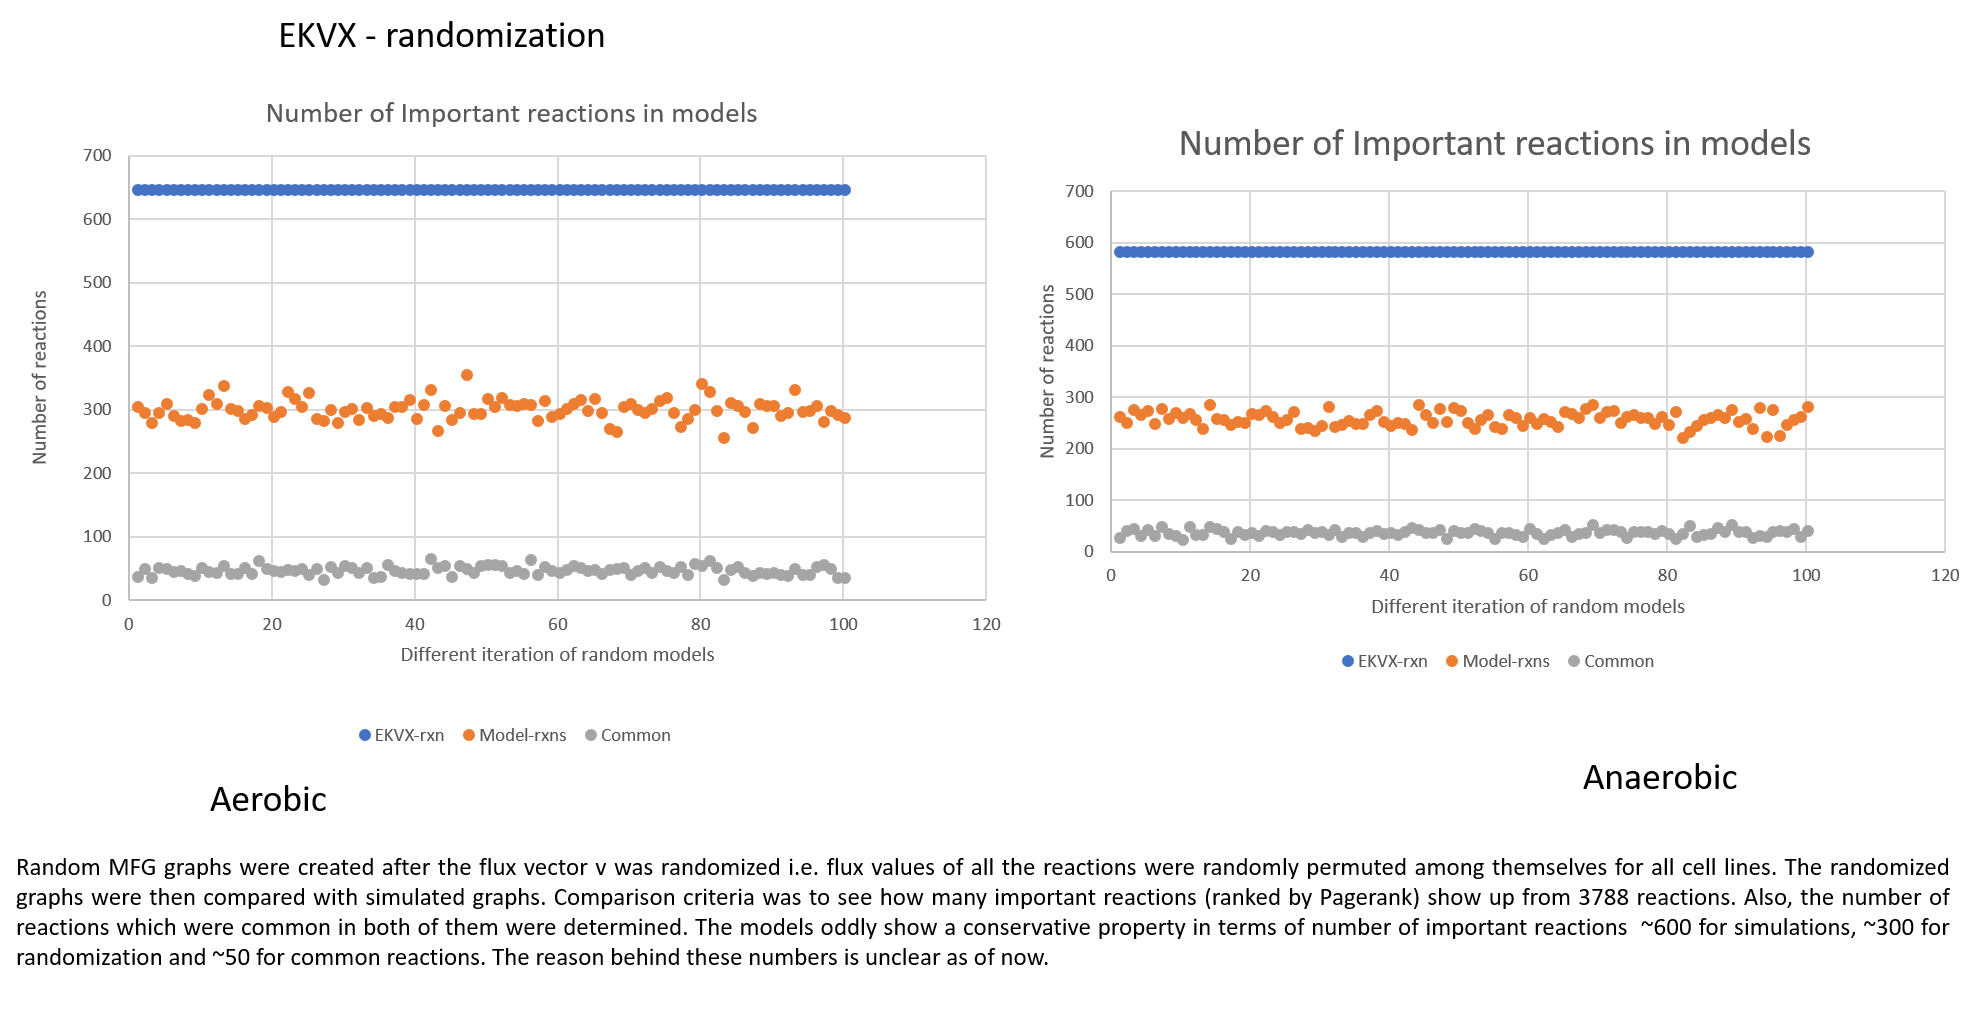 EKVX - randomization
Number of Important reactions in models
700
600
500
400
300
200
100
0
Number of reactions
0 20 40 60 80 100 120
Different iteration of random models
EKVX-rxn Model-rxns Common
Aerobic
Number of Important reactions in models
700
600
500
400
300
200
100
0
Number of reactions
0 20 40 60 80 100 120
Different iteration of random models
EKVX-rxn Model-rxns Common
Anaerobic
Random MFG graphs were created after the flux vector v was randomized i.e. flux values of all the reactions were randomly permuted among themselves for all cell lines. The randomized
graphs were then compared with simulated graphs. Comparison criteria was to see how many important reactions (ranked by Pagerank) show up from 3788 reactions. Also, the number of
reactions which were common in both of them were determined. The models oddly show a conservative property in terms of number of important reactions ~600 for simulations, ~300 for
randomization and ~50 for common reactions. The reason behind these numbers is unclear as of now.